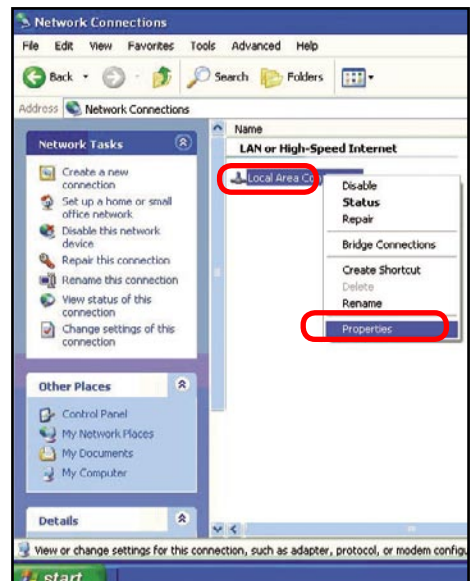 Network Connections
File Edit View Favorites Tools Advanced Help
Back Search Folders
Address Network Connections
Network Tasks
Create a new
connection
Set up a home or small
office network
Disable this network
device
Repair this connection
Rename this connection
View status of this
connection
Change settings of this
connection
Other Places
Control Panel
My Network Places
My Documents
My Computer
Details
Name
LAN or High-Speed Internet
Local Area Co
Disable
Status
Repair
Bridge Connections
Create Shortcut
Delete
Rename
Properties
View or change settings for this connection, such as adapter, protocol, or modem configu
start